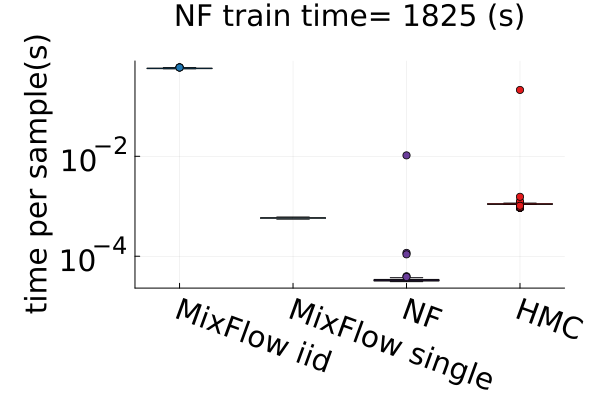 NF train time= 1825 (s)
time per sample(s)
10⁻²
10⁻⁴
MixFlow iid
MixFlow single
NF
HMC